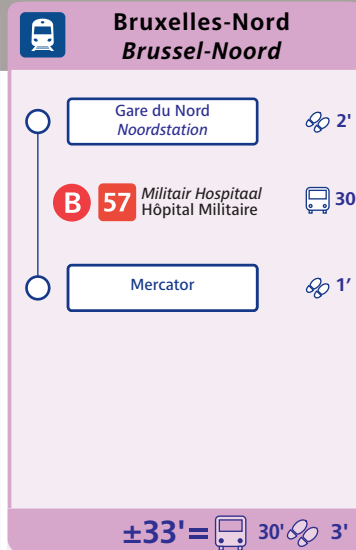 Bruxelles-Nord
Brussel-Noord
Gare du Nord
Noordstation
2'
B 57 Militair Hospitaal
Hôpital Militaire
30
Mercator
1’
±33'= 30' 3'